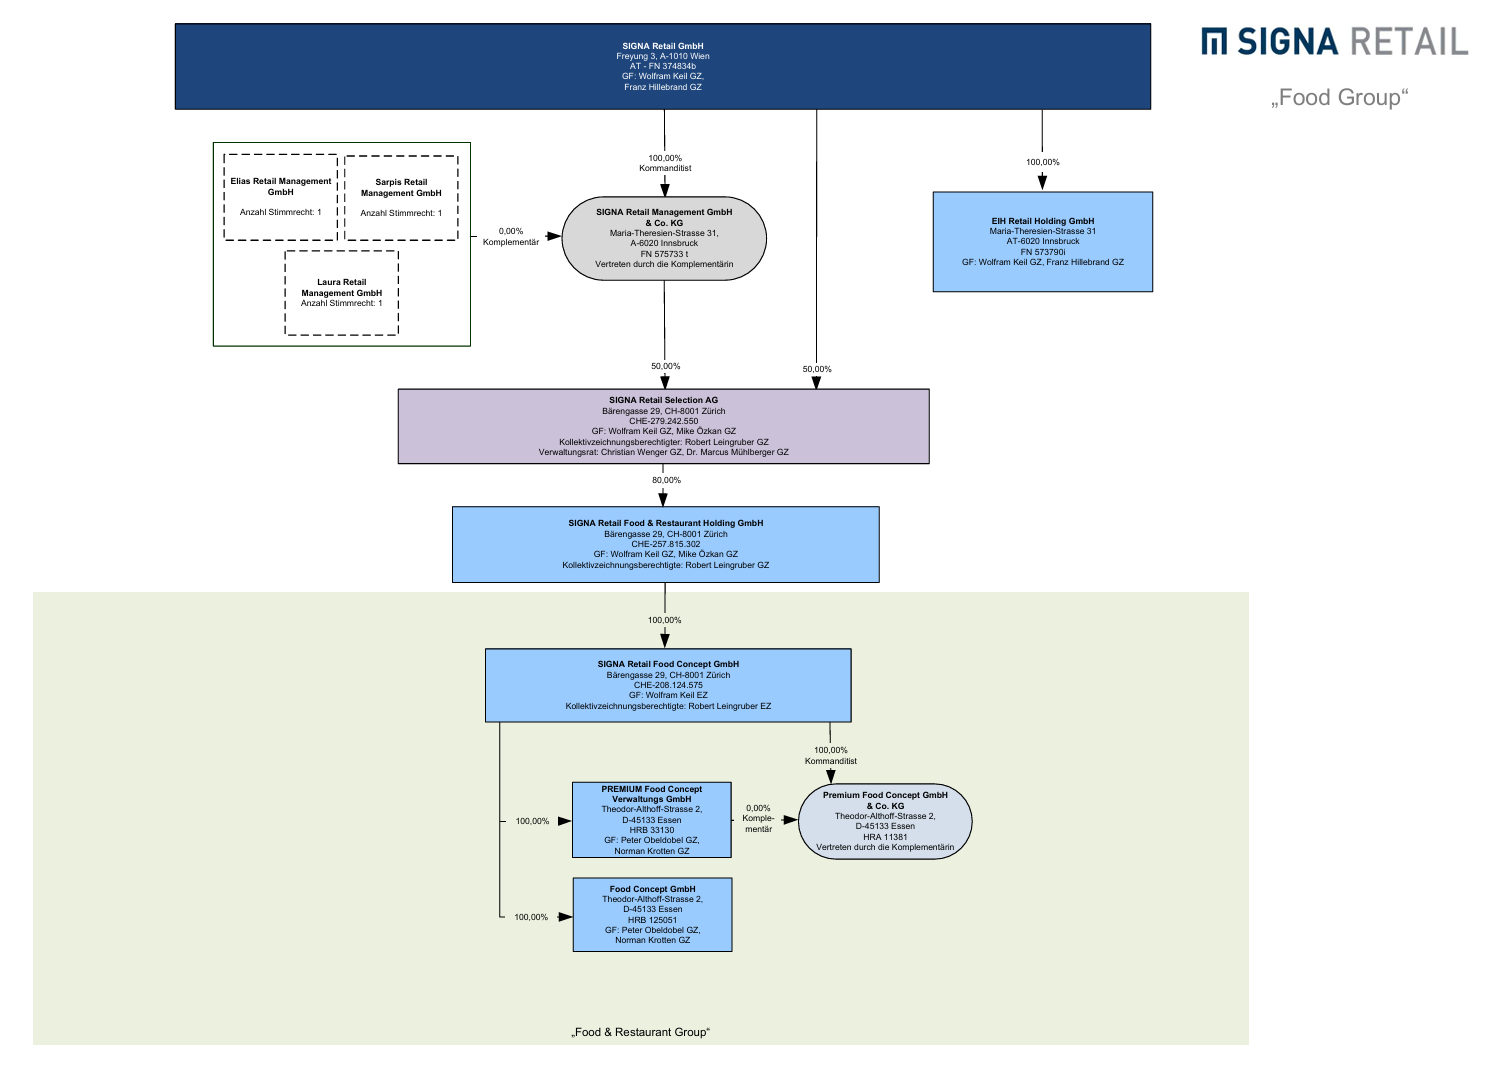 SIGNA RETAIL
„Food Group“
SIGNA Retail GmbH
Freyung 3, A-1010 Wien
AT - FN 374834b
GF: Wolfram Keil GZ,
Franz Hillebrand GZ
100,00%
Kommanditist
100,00%
Elias Retail Management
GmbH
Anzahl Stimmrecht: 1
Sarpis Retail
Management GmbH
Anzahl Stimmrecht: 1
Laura Retail
Management GmbH
Anzahl Stimmrecht: 1
0,00%
Komplementär
SIGNA Retail Management GmbH
& Co. KG
Maria-Theresien-Strasse 31,
A-6020 Innsbruck
FN 575733 t
Vertreten durch die Komplementärin
EIH Retail Holding GmbH
Maria-Theresien-Strasse 31
AT-6020 Innsbruck
FN 573790i
GF: Wolfram Keil GZ, Franz Hillebrand GZ
50,00%
50,00%
SIGNA Retail Selection AG
Bärengasse 29, CH-8001 Zürich
CHE-279.242.550
GF: Wolfram Keil GZ, Mike Özkan GZ
Kollektivzeichnungsberechtigter: Robert Leingruber GZ
Verwaltungsrat: Christian Wenger GZ, Dr. Marcus Mühlberger GZ
80,00%
SIGNA Retail Food & Restaurant Holding GmbH
Bärengasse 29, CH-8001 Zürich
CHE-257.815.302
GF: Wolfram Keil GZ, Mike Özkan GZ
Kollektivzeichnungsberechtigte: Robert Leingruber GZ
100,00%
SIGNA Retail Food Concept GmbH
Bärengasse 29, CH-8001 Zürich
CHE-208.124.575
GF: Wolfram Keil EZ
Kollektivzeichnungsberechtigte: Robert Leingruber EZ
100,00%
Kommanditist
100,00%
PREMIUM Food Concept
Verwaltungs GmbH
Theodor-Althoff-Strasse 2,
D-45133 Essen
HRB 33130
GF: Peter Obeldobel GZ,
Norman Krotten GZ
0,00%
Komple-
mentär
Premium Food Concept GmbH
& Co. KG
Theodor-Althoff-Strasse 2,
D-45133 Essen
HRA 11381
Vertreten durch die Komplementärin
100,00%
Food Concept GmbH
Theodor-Althoff-Strasse 2,
D-45133 Essen
HRB 125051
GF: Peter Obeldobel GZ,
Norman Krotten GZ
„Food & Restaurant Group“